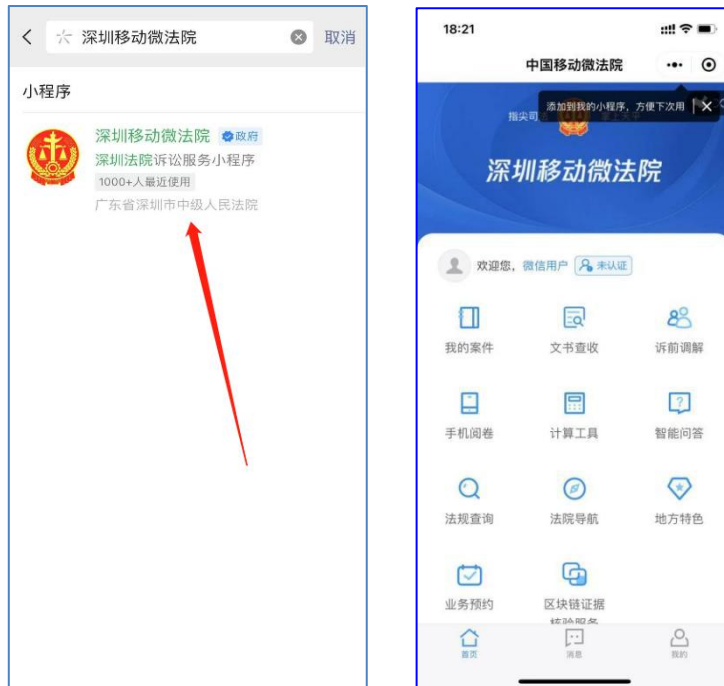 深圳移动微法院
取消
小程序
深圳移动微法院 政府
深圳法院诉讼服务小程序
1000+人最近使用
广东省深圳市中级人民法院
18:21
中国移动微法院
添加到我的小程序，方便下次用
指尖
深圳移动微法院
欢迎您，微信用户 未认证
我的案件 文书查收 诉前调解
手机阅卷 计算工具 智能问答
法规查询 法院导航 地方特色
业务预约 区块链证据
核验服务
首页 消息 我的